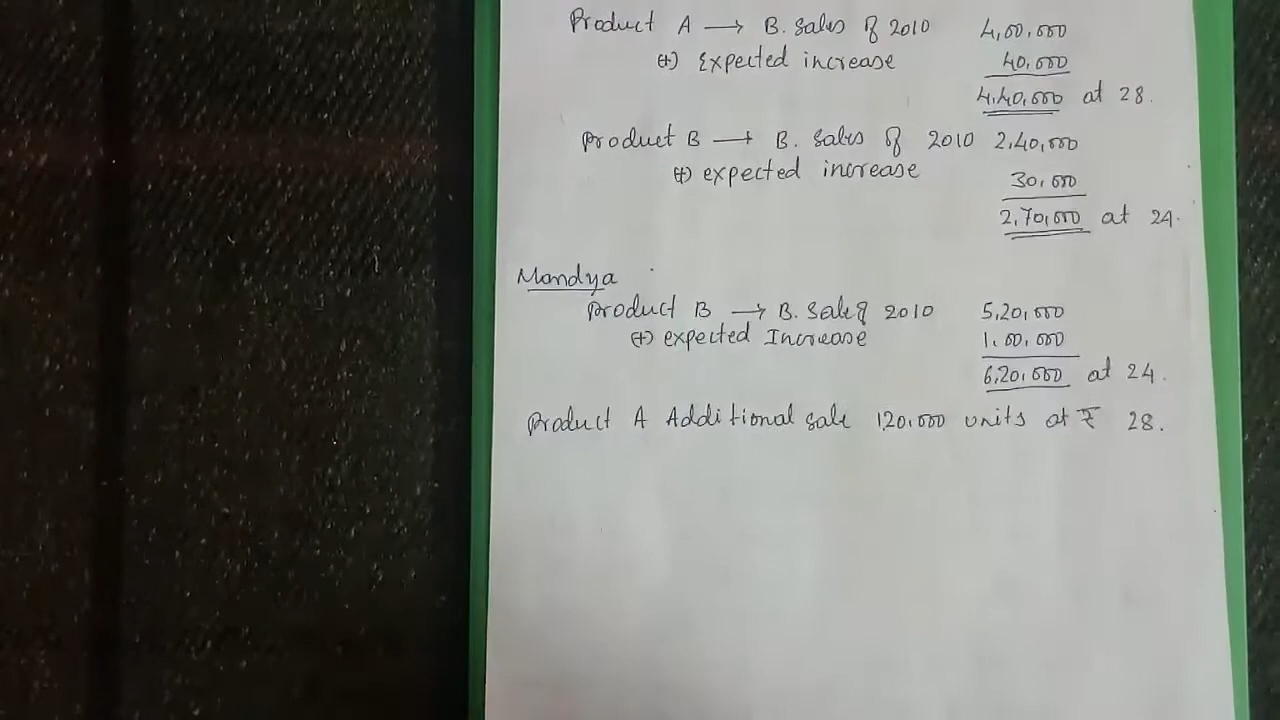 Product A → B. Sales of 2010 4,00,000
(+) Expected increase 40,000
4,40,000 at 28.
Product B → B. Sales of 2010 2,40,000
(+) expected increase
30,000
2,70,000 at 24.
Mandya
Product B → B. Sale of 2010 5,20,000
(+) expected Increase 1,00,000
6,20,000 at 24.
Product A Additional sale 120,000 units at ₹ 28.